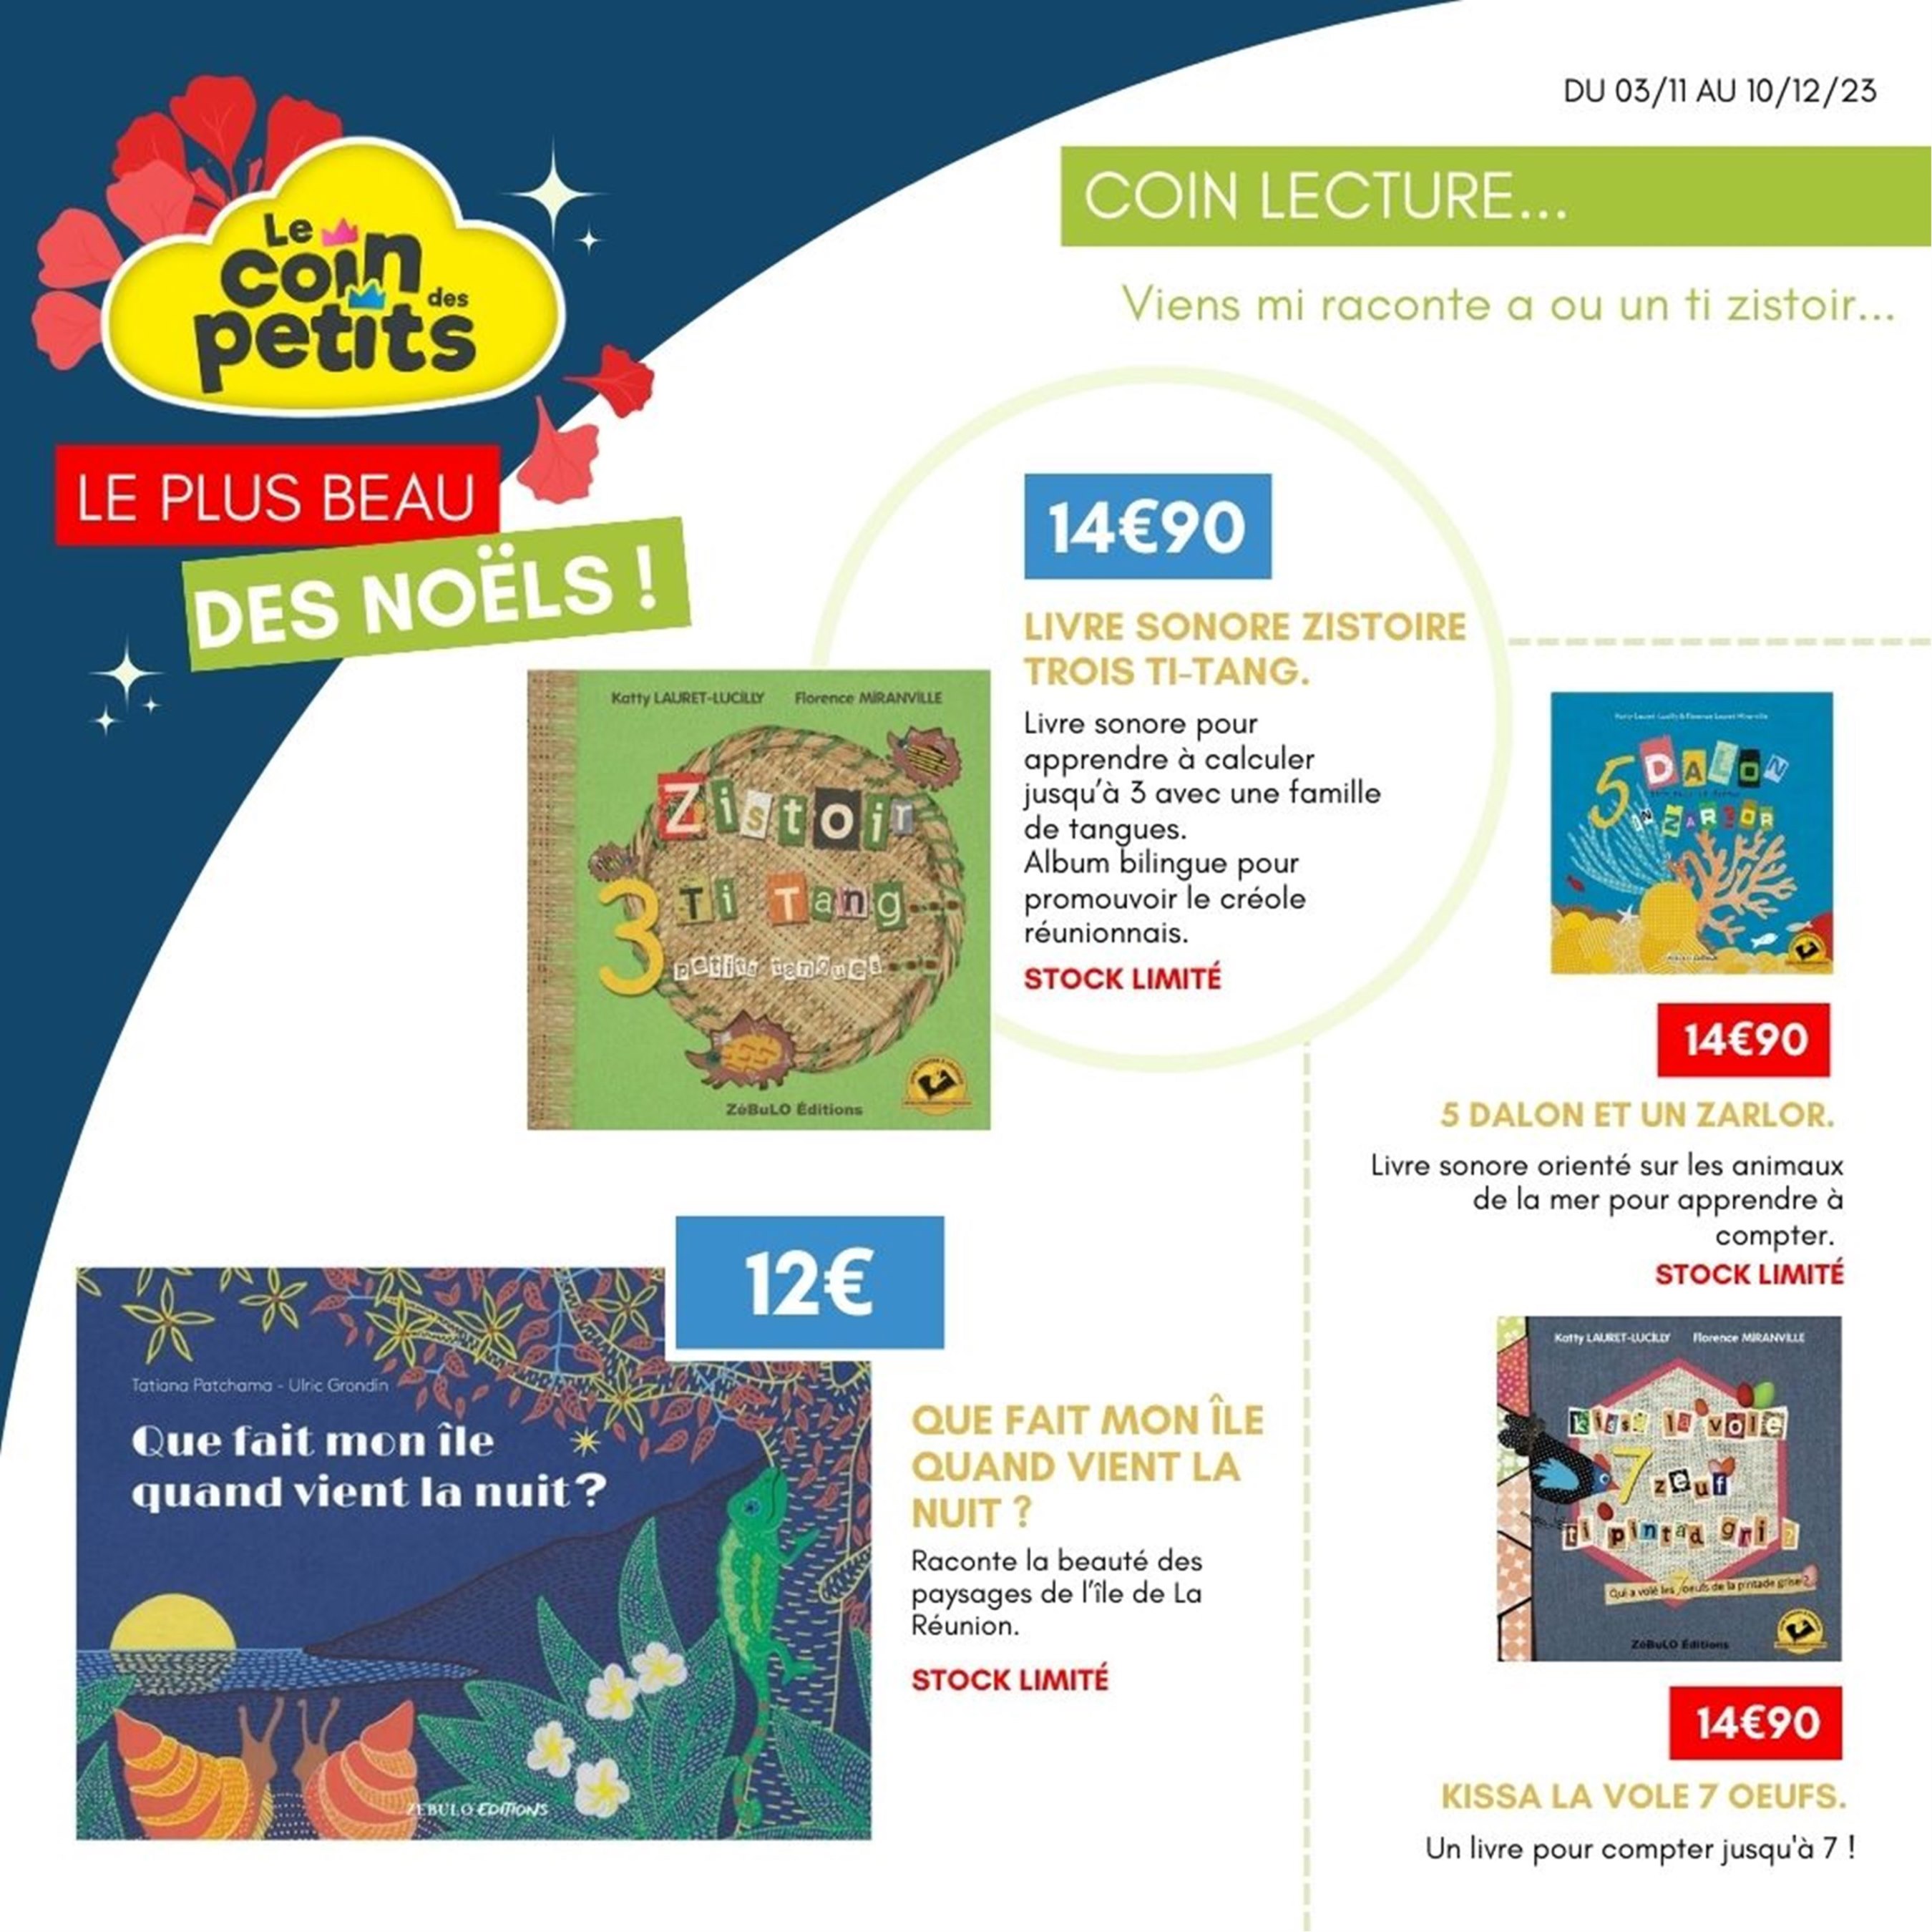 DU 03/11 AU 10/12/23
COIN LECTURE...
Viens mi raconte a ou un ti zistoir...
Le
coin
des
petits
LE PLUS BEAU
DES NOËLS !
14€90
LIVRE SONORE ZISTOIRE
TROIS TI-TANG.
Livre sonore pour
apprendre à calculer
jusqu'à 3 avec une famille
de tangues.
Album bilingue pour
promouvoir le créole
réunionnais.
STOCK LIMITÉ
Katty LAURET-LUCILLY Florence MIRANVILLE
Zistoir
3 Ti Tang...
petits tangues...
ZéBuLO Éditions
5 DALON
IN ZARLOR
14€90
5 DALON ET UN ZARLOR.
Livre sonore orienté sur les animaux
de la mer pour apprendre à
compter.
STOCK LIMITÉ
12€
Tatiana Patchama - Ulric Grondin
Que fait mon île
quand vient la nuit ?
ZÉBULO ÉDITIONS
QUE FAIT MON ÎLE
QUAND VIENT LA
NUIT ?
Raconte la beauté des
paysages de l'île de La
Réunion.
STOCK LIMITÉ
Katty LAURET-LUCILLY Florence MIRANVILLE
kissa la vole
7 zeuf
ti pintad gri ?
Qui a volé les 7 oeufs de la pintade grise ?
ZéBuLO Éditions
14€90
KISSA LA VOLE 7 OEUFS.
Un livre pour compter jusqu'à 7 !